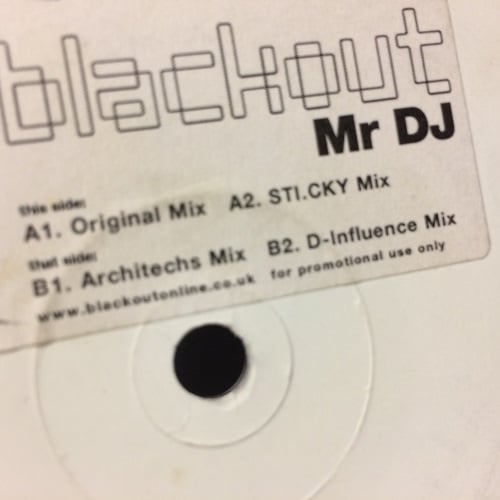 blackout
Mr DJ
this side:
A1. Original Mix A2. STI.CKY Mix
that side:
B1. Architechs Mix B2. D-Influence Mix
www.blackoutonline.co.uk for promotional use only